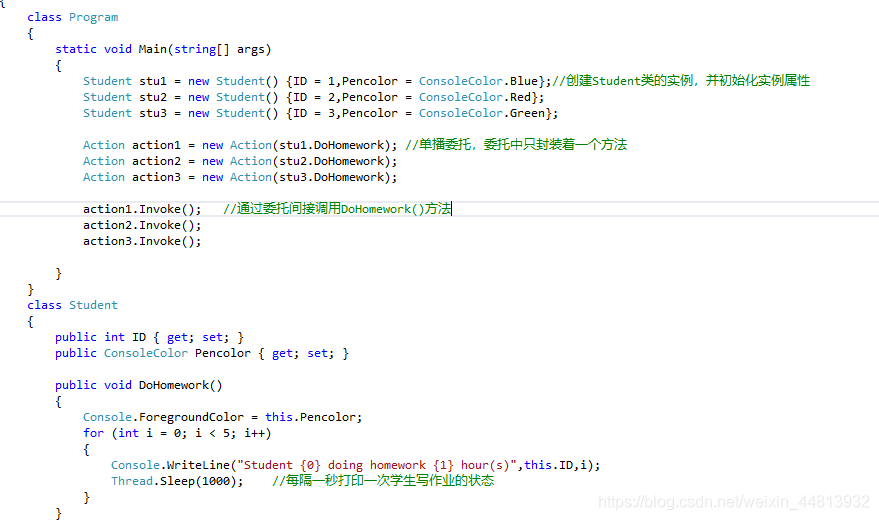 {
class Program
{
static void Main(string[] args)
{
Student stu1 = new Student() {ID = 1,Pencolor = ConsoleColor.Blue};//创建Student类的实例，并初始化实例属性
Student stu2 = new Student() {ID = 2,Pencolor = ConsoleColor.Red};
Student stu3 = new Student() {ID = 3,Pencolor = ConsoleColor.Green};
Action action1 = new Action(stu1.DoHomework); //单播委托，委托中只封装着一个方法
Action action2 = new Action(stu2.DoHomework);
Action action3 = new Action(stu3.DoHomework);
action1.Invoke();   //通过委托间接调用DoHomework()方法
action2.Invoke();
action3.Invoke();
}
}
class Student
{
public int ID { get; set; }
public ConsoleColor Pencolor { get; set; }
public void DoHomework()
{
Console.ForegroundColor = this.Pencolor;
for (int i = 0; i < 5; i++)
{
Console.WriteLine("Student {0} doing homework {1} hour(s)",this.ID,i);
Thread.Sleep(1000);    //每隔一秒打印一次学生写作业的状态
}
}
https://blog.csdn.net/weixin_44813932